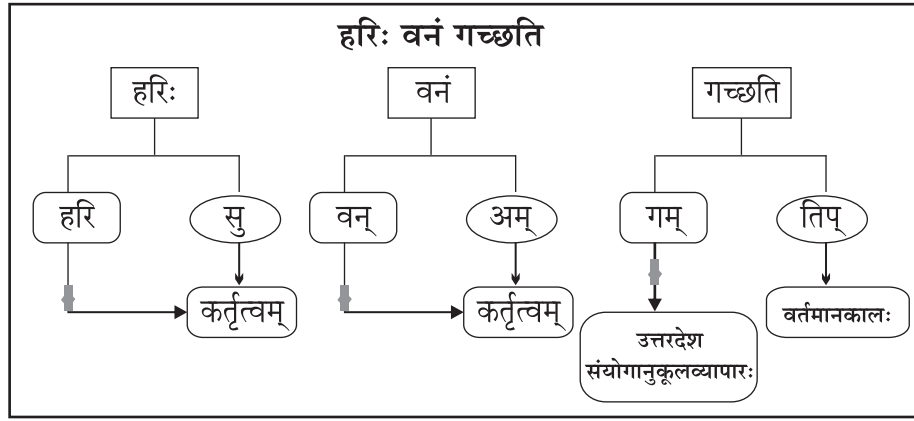 हरिः वनं गच्छति
हरिः वनं गच्छति
हरि सु वन् अम् गम् तिप्
कर्तृत्वम् कर्तृत्वम् उत्तरदेश वर्तमानकालः
संयोगानुकूलव्यापारः